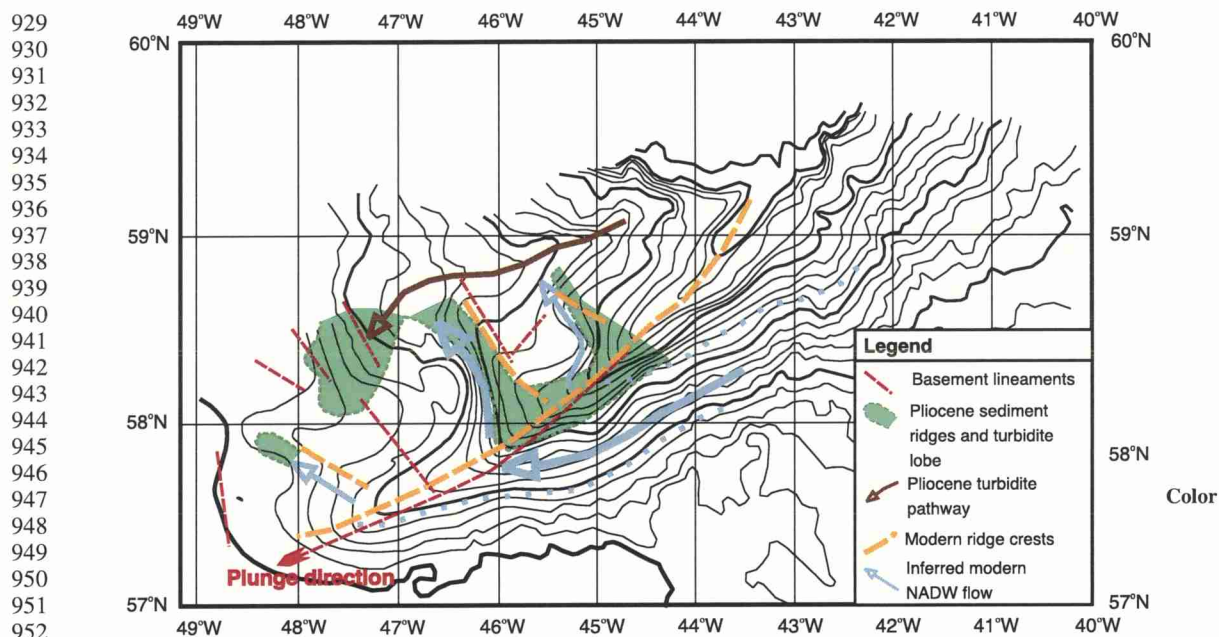 929
930
931
932
933
934
935
936
937
938
939
940
941
942
943
944
945
946
947
948
949
950
951
952
49°W 48°W 47°W 46°W 45°W 44°W 43°W 42°W 41°W 40°W
60°N 60°N
59°N 59°N
58°N 58°N
57°N 57°N
Plunge direction
Legend
Basement lineaments
Pliocene sediment
ridges and turbidite
lobe
Pliocene turbidite
pathway
Modern ridge crests
Inferred modern
NADW flow
Color
49°W 48°W 47°W 46°W 45°W 44°W 43°W 42°W 41°W 40°W